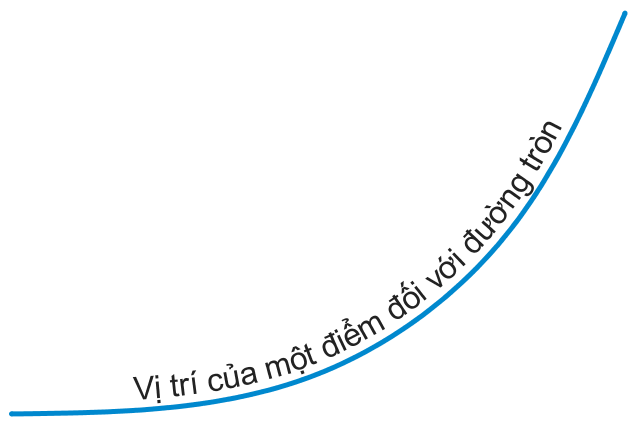 Vị trí của một điểm đối với đường tròn